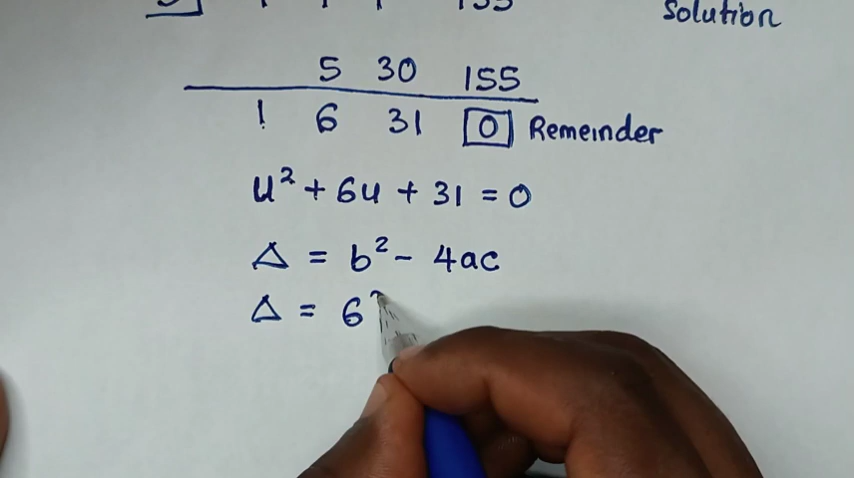 Solution
5 30 155
1 6 31 0 Remeinder
u² + 6u + 31 = 0
Δ = b² - 4ac
Δ = 6